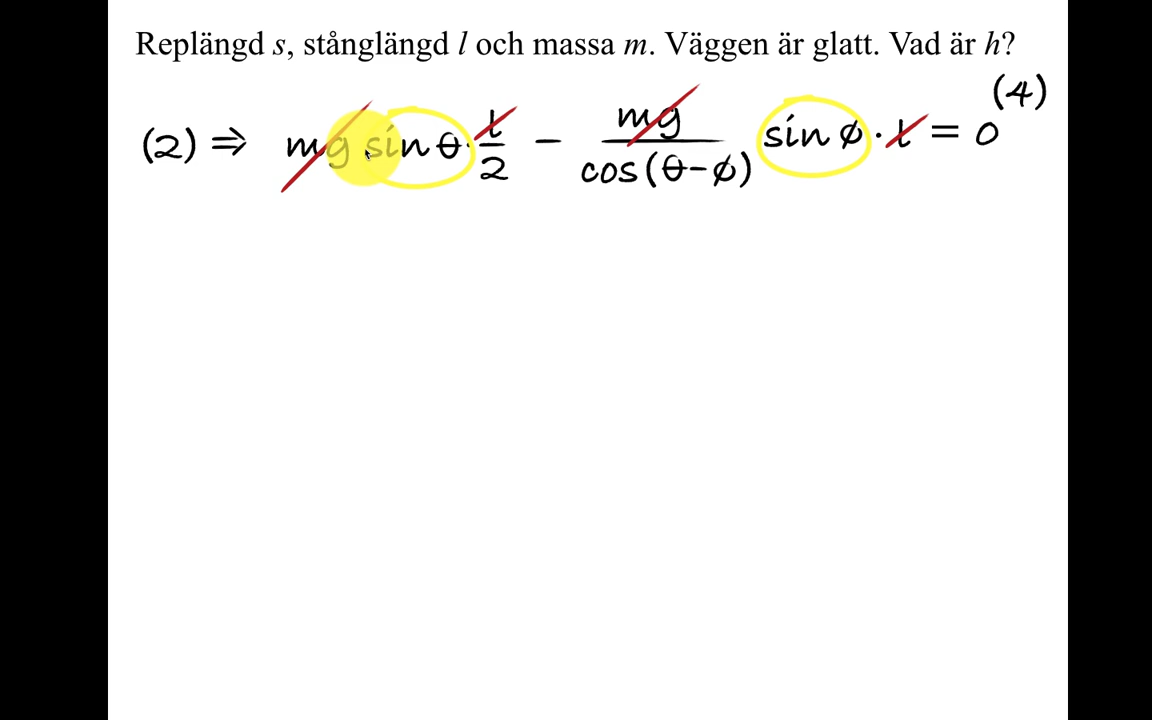 Replängd s, stånglängd l och massa m. Väggen är glatt. Vad är h?
(2) ⇒ mg sin θ · l/2 − mg/cos(θ−φ) sin φ · l = 0 (4)